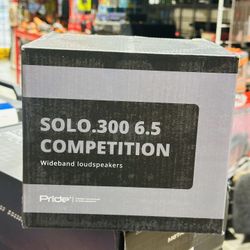 SOLO.300 6.5
COMPETITION
Wideband loudspeakers
Pride